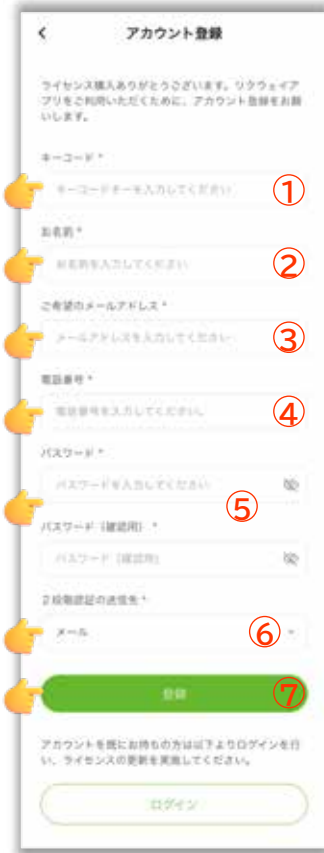 アカウント登録
ライセンス購入ありがとうございます。リクウェイア
プリをご利用いただくために、アカウント登録をお願
いします。
キーコード *
キーコードキーを入力してください
①
お名前 *
お名前を入力してください
②
ご希望のメールアドレス *
メールアドレスを入力してください
③
電話番号 *
電話番号を入力してください。
④
パスワード *
パスワードを入力してください
⑤
パスワード（確認用） *
パスワード（確認用）
２段階認証の送信先 *
メール
⑥
登録
⑦
アカウントを既にお持ちの方は以下よりログインを行
い、ライセンスの更新を実施してください。
ログイン